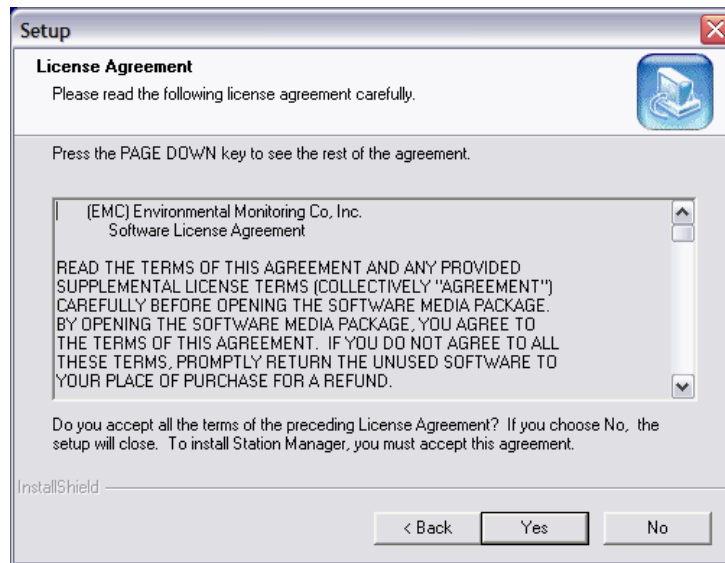 Setup
License Agreement
Please read the following license agreement carefully.
Press the PAGE DOWN key to see the rest of the agreement.
(EMC) Environmental Monitoring Co, Inc.
Software License Agreement
READ THE TERMS OF THIS AGREEMENT AND ANY PROVIDED
SUPPLEMENTAL LICENSE TERMS (COLLECTIVELY "AGREEMENT")
CAREFULLY BEFORE OPENING THE SOFTWARE MEDIA PACKAGE.
BY OPENING THE SOFTWARE MEDIA PACKAGE, YOU AGREE TO
THE TERMS OF THIS AGREEMENT.  IF YOU DO NOT AGREE TO ALL
THESE TERMS, PROMPTLY RETURN THE UNUSED SOFTWARE TO
YOUR PLACE OF PURCHASE FOR A REFUND.
Do you accept all the terms of the preceding License Agreement?  If you choose No,  the
setup will close.  To install Station Manager, you must accept this agreement.
InstallShield
< Back Yes No